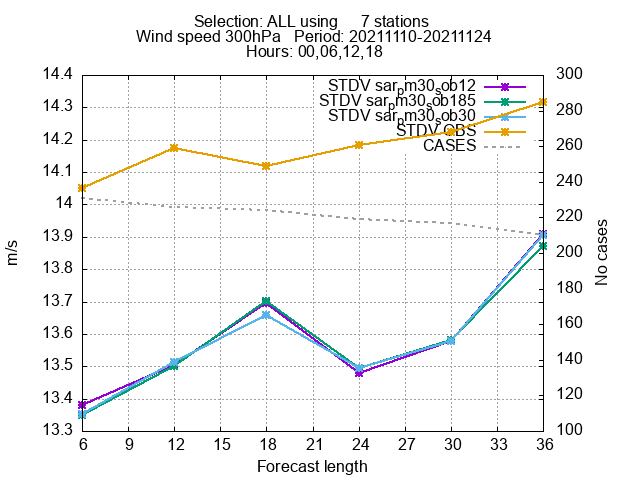 Selection: ALL using 7 stations
Wind speed 300hPa Period: 20211110-20211124
Hours: 00,06,12,18
STDV sarpm30sob12
STDV sarpm30sob185
STDV sarpm30sob30
STDV OBS
CASES
14.4
14.3
14.2
14.1
14
13.9
13.8
13.7
13.6
13.5
13.4
13.3
m/s
300
280
260
240
220
200
180
160
140
120
100
No cases
6 9 12 15 18 21 24 27 30 33 36
Forecast length